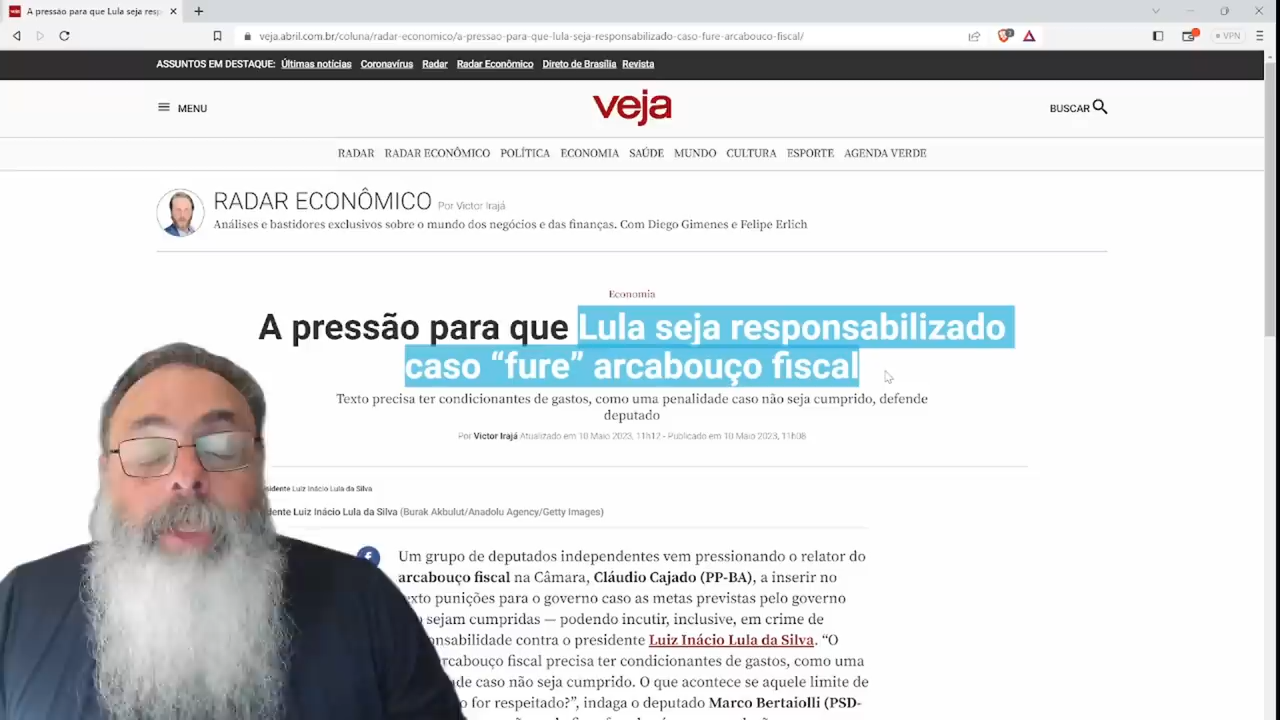 A pressão para que Lula seja resp
veja.abril.com.br/coluna/radar-economico/a-pressao-para-que-lula-seja-responsabilizado-caso-fure-arcabouco-fiscal/
VPN
ASSUNTOS EM DESTAQUE: Últimas notícias Coronavírus Radar Radar Econômico Direto de Brasília Revista
MENU
veja
BUSCAR
RADAR RADAR ECONÔMICO POLÍTICA ECONOMIA SAÚDE MUNDO CULTURA ESPORTE AGENDA VERDE
RADAR ECONÔMICO Por Victor Irajá
Análises e bastidores exclusivos sobre o mundo dos negócios e das finanças. Com Diego Gimenes e Felipe Erlich
Economia
A pressão para que Lula seja responsabilizado
caso “fure” arcabouço fiscal
Texto precisa ter condicionantes de gastos, como uma penalidade caso não seja cumprido, defende
deputado
Por Victor Irajá Atualizado em 10 Maio 2023, 11h12 - Publicado em 10 Maio 2023, 11h08
sidente Luiz Inácio Lula da Silva
dente Luiz Inácio Lula da Silva (Burak Akbulut/Anadolu Agency/Getty Images)
Um grupo de deputados independentes vem pressionando o relator do
arcabouço fiscal na Câmara, Cláudio Cajado (PP-BA), a inserir no
exto punições para o governo caso as metas previstas pelo governo
sejam cumpridas — podendo incutir, inclusive, em crime de
onsabilidade contra o presidente Luiz Inácio Lula da Silva. “O
arcabouço fiscal precisa ter condicionantes de gastos, como uma
de caso não seja cumprido. O que acontece se aquele limite de
o for respeitado?”, indaga o deputado Marco Bertaiolli (PSD-